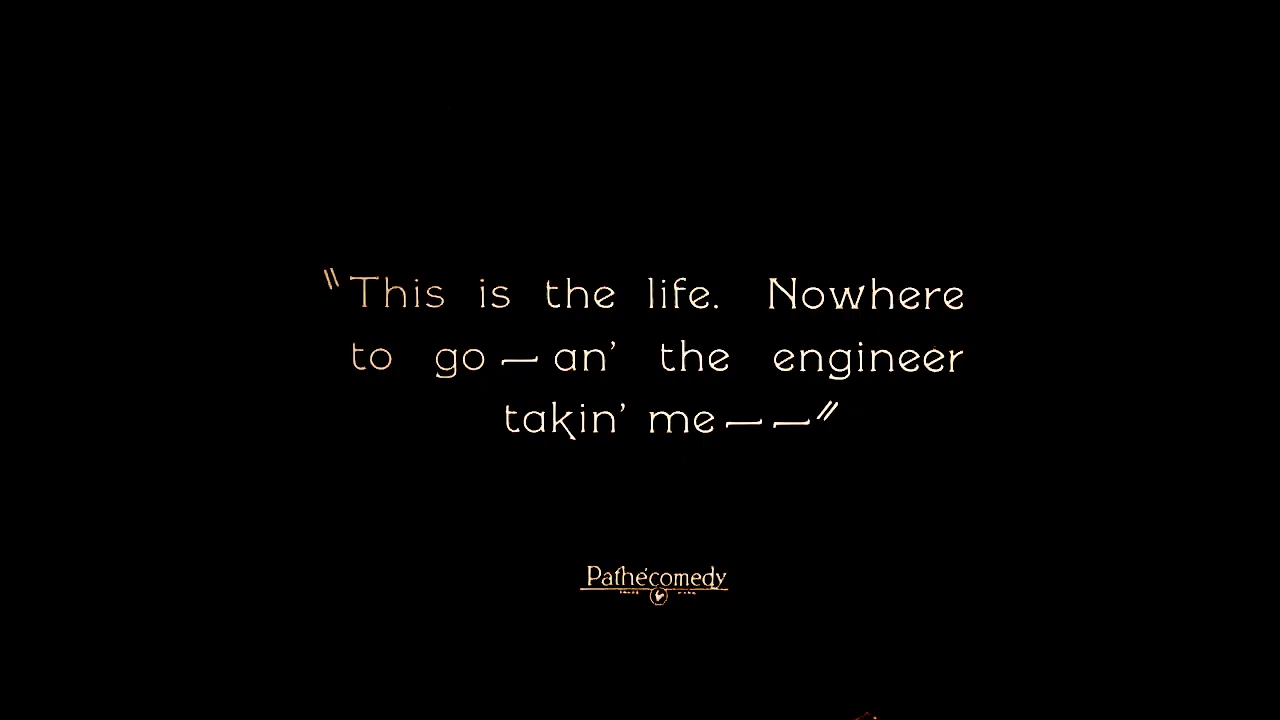 "This is the life. Nowhere
to go — an' the engineer
takin' me — —"
Pathécomedy